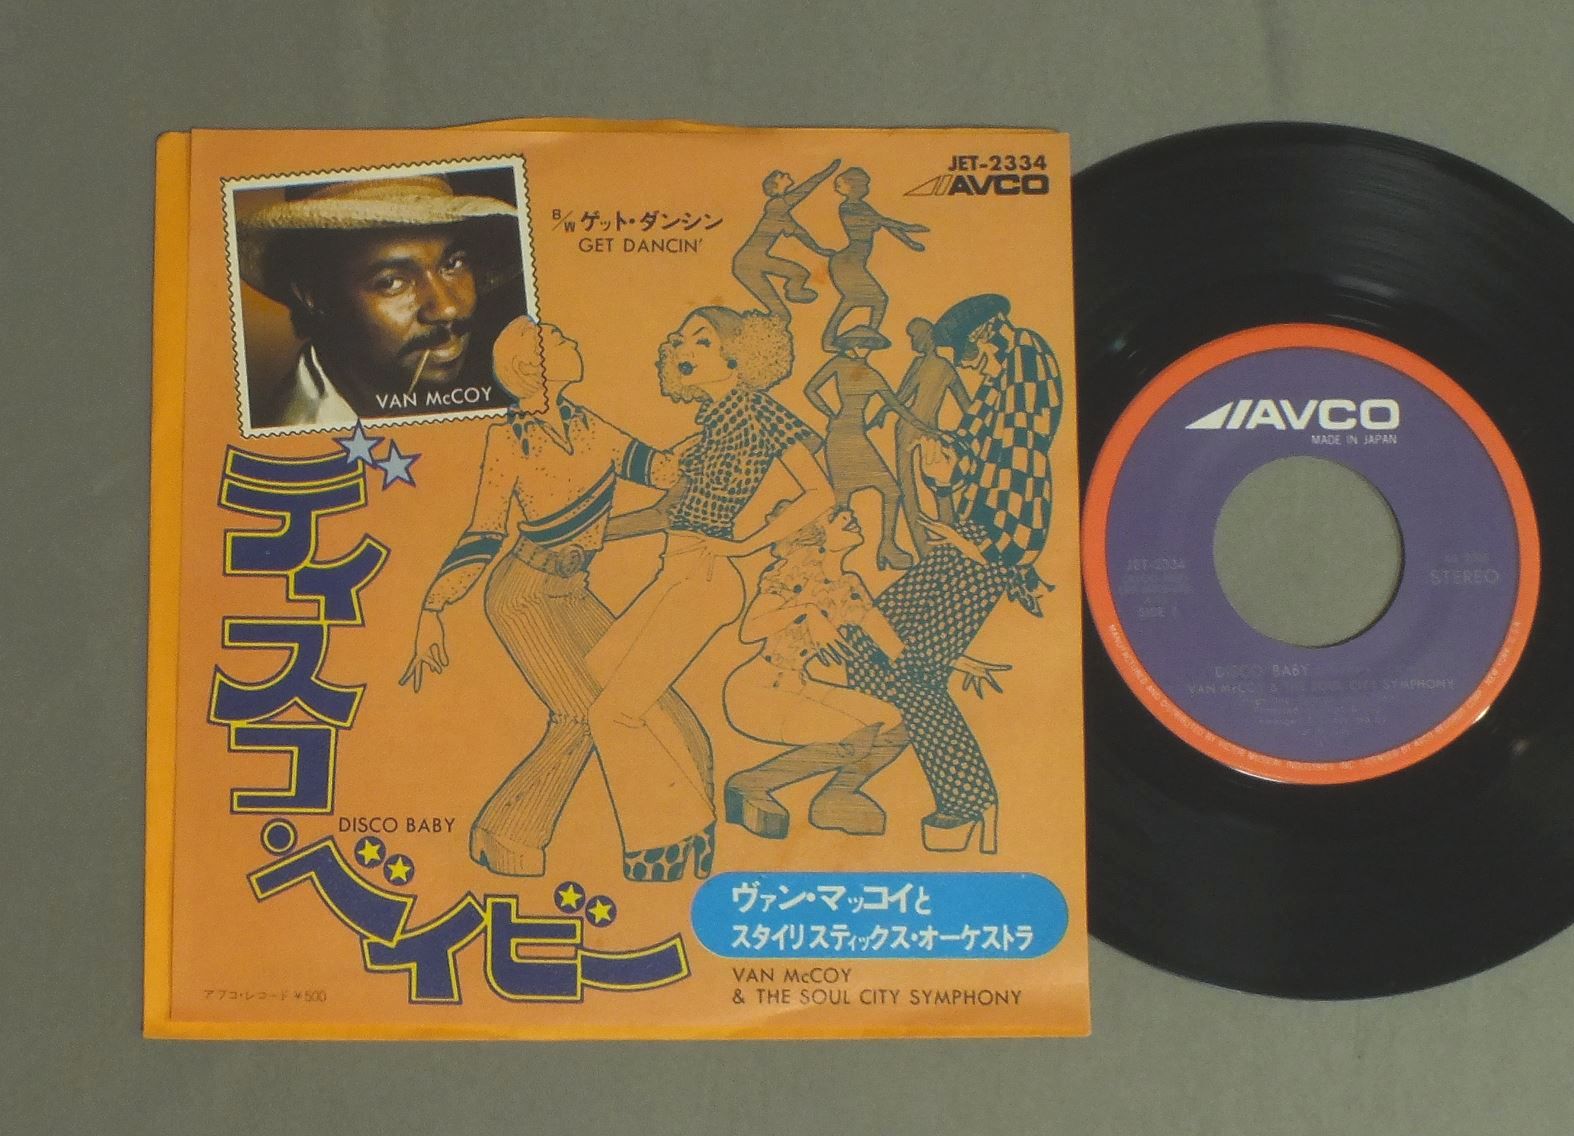 VAN McCOY
B/W ゲット・ダンシン
GET DANCIN'
JET-2334
AVCO
ディスコ・ベイビー
DISCO BABY
ヴァン・マッコイと
スタイリスティックス・オーケストラ
VAN McCOY
& THE SOUL CITY SYMPHONY
アブコ・レコード ¥500
AVCO
MADE IN JAPAN
JET-2334
STEREO
SIDE 1
DISCO BABY
VAN McCOY & THE SOUL CITY SYMPHONY